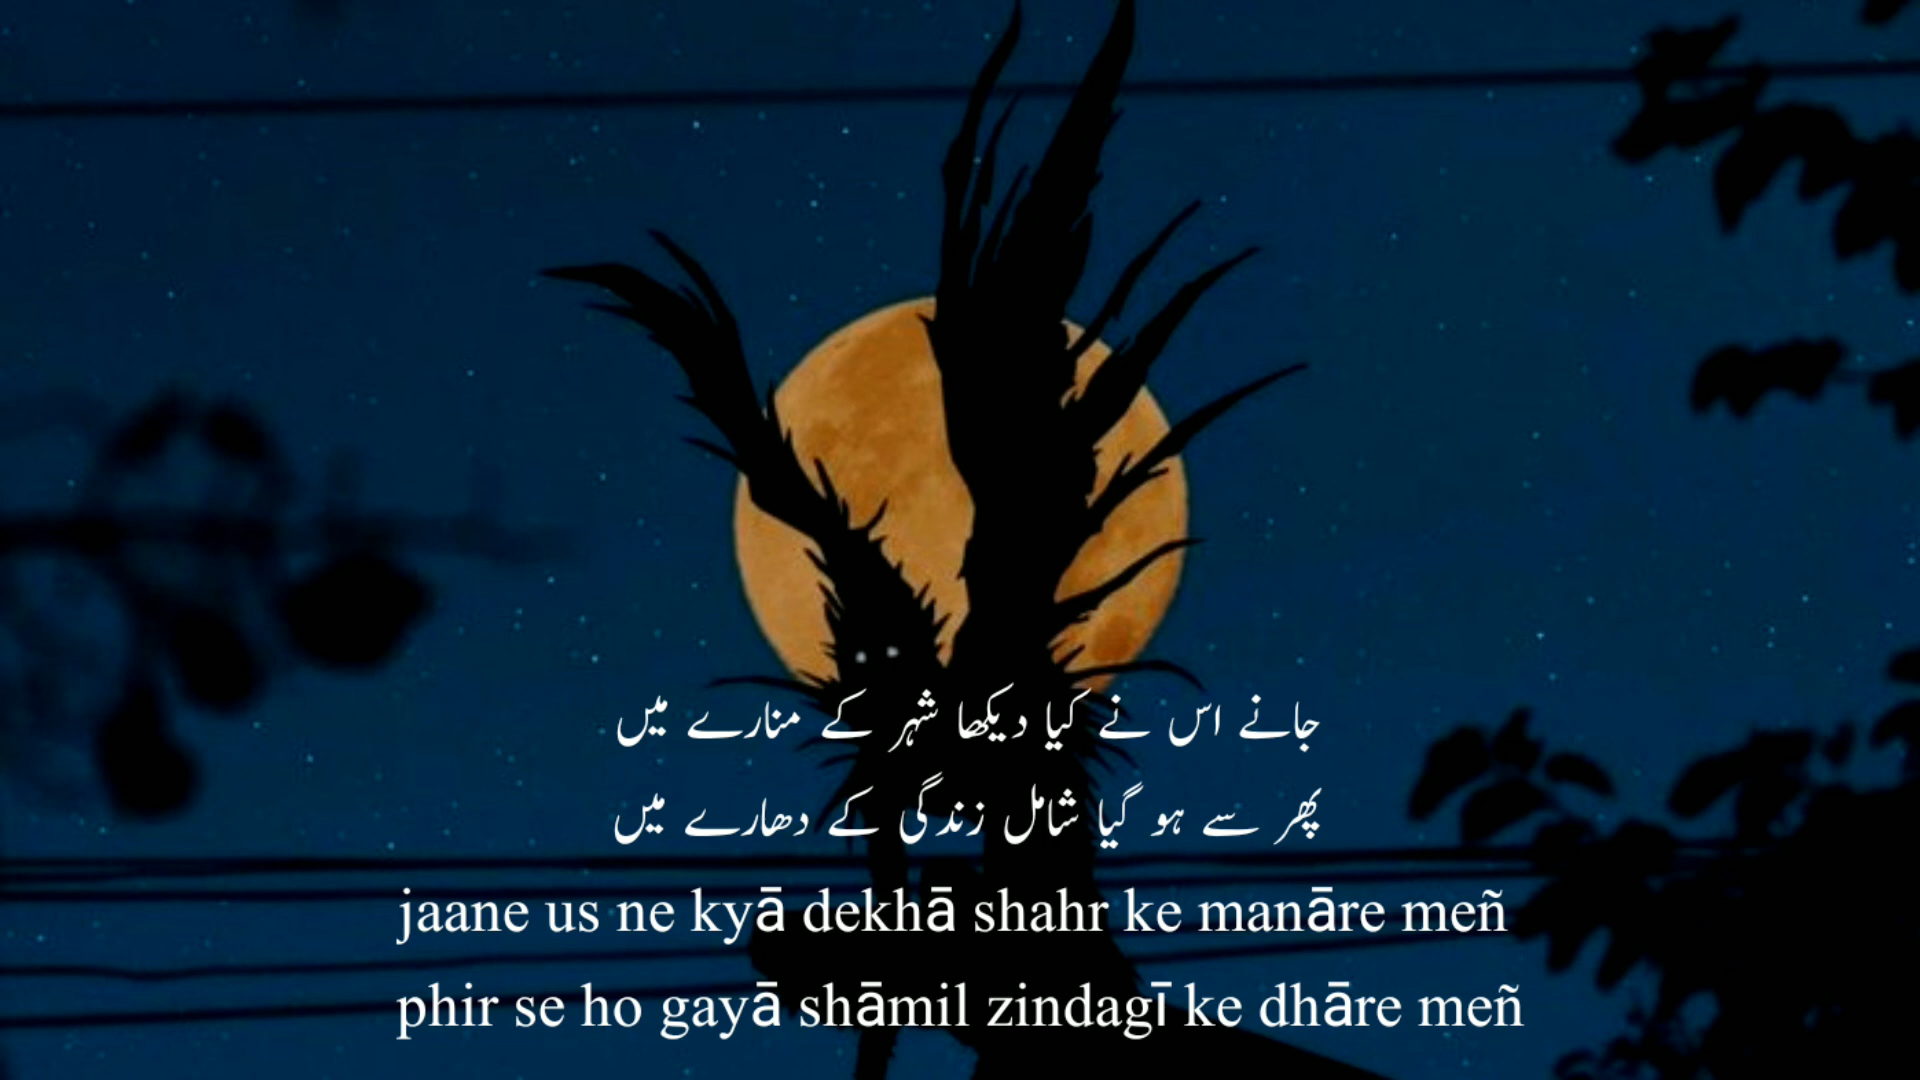 جانے اس نے کیا دیکھا شہر کے منارے میں
پھر سے ہو گیا شامل زندگی کے دھارے میں
jaane us ne kyā dekhā shahr ke manāre meñ
phir se ho gayā shāmil zindagī ke dhāre meñ